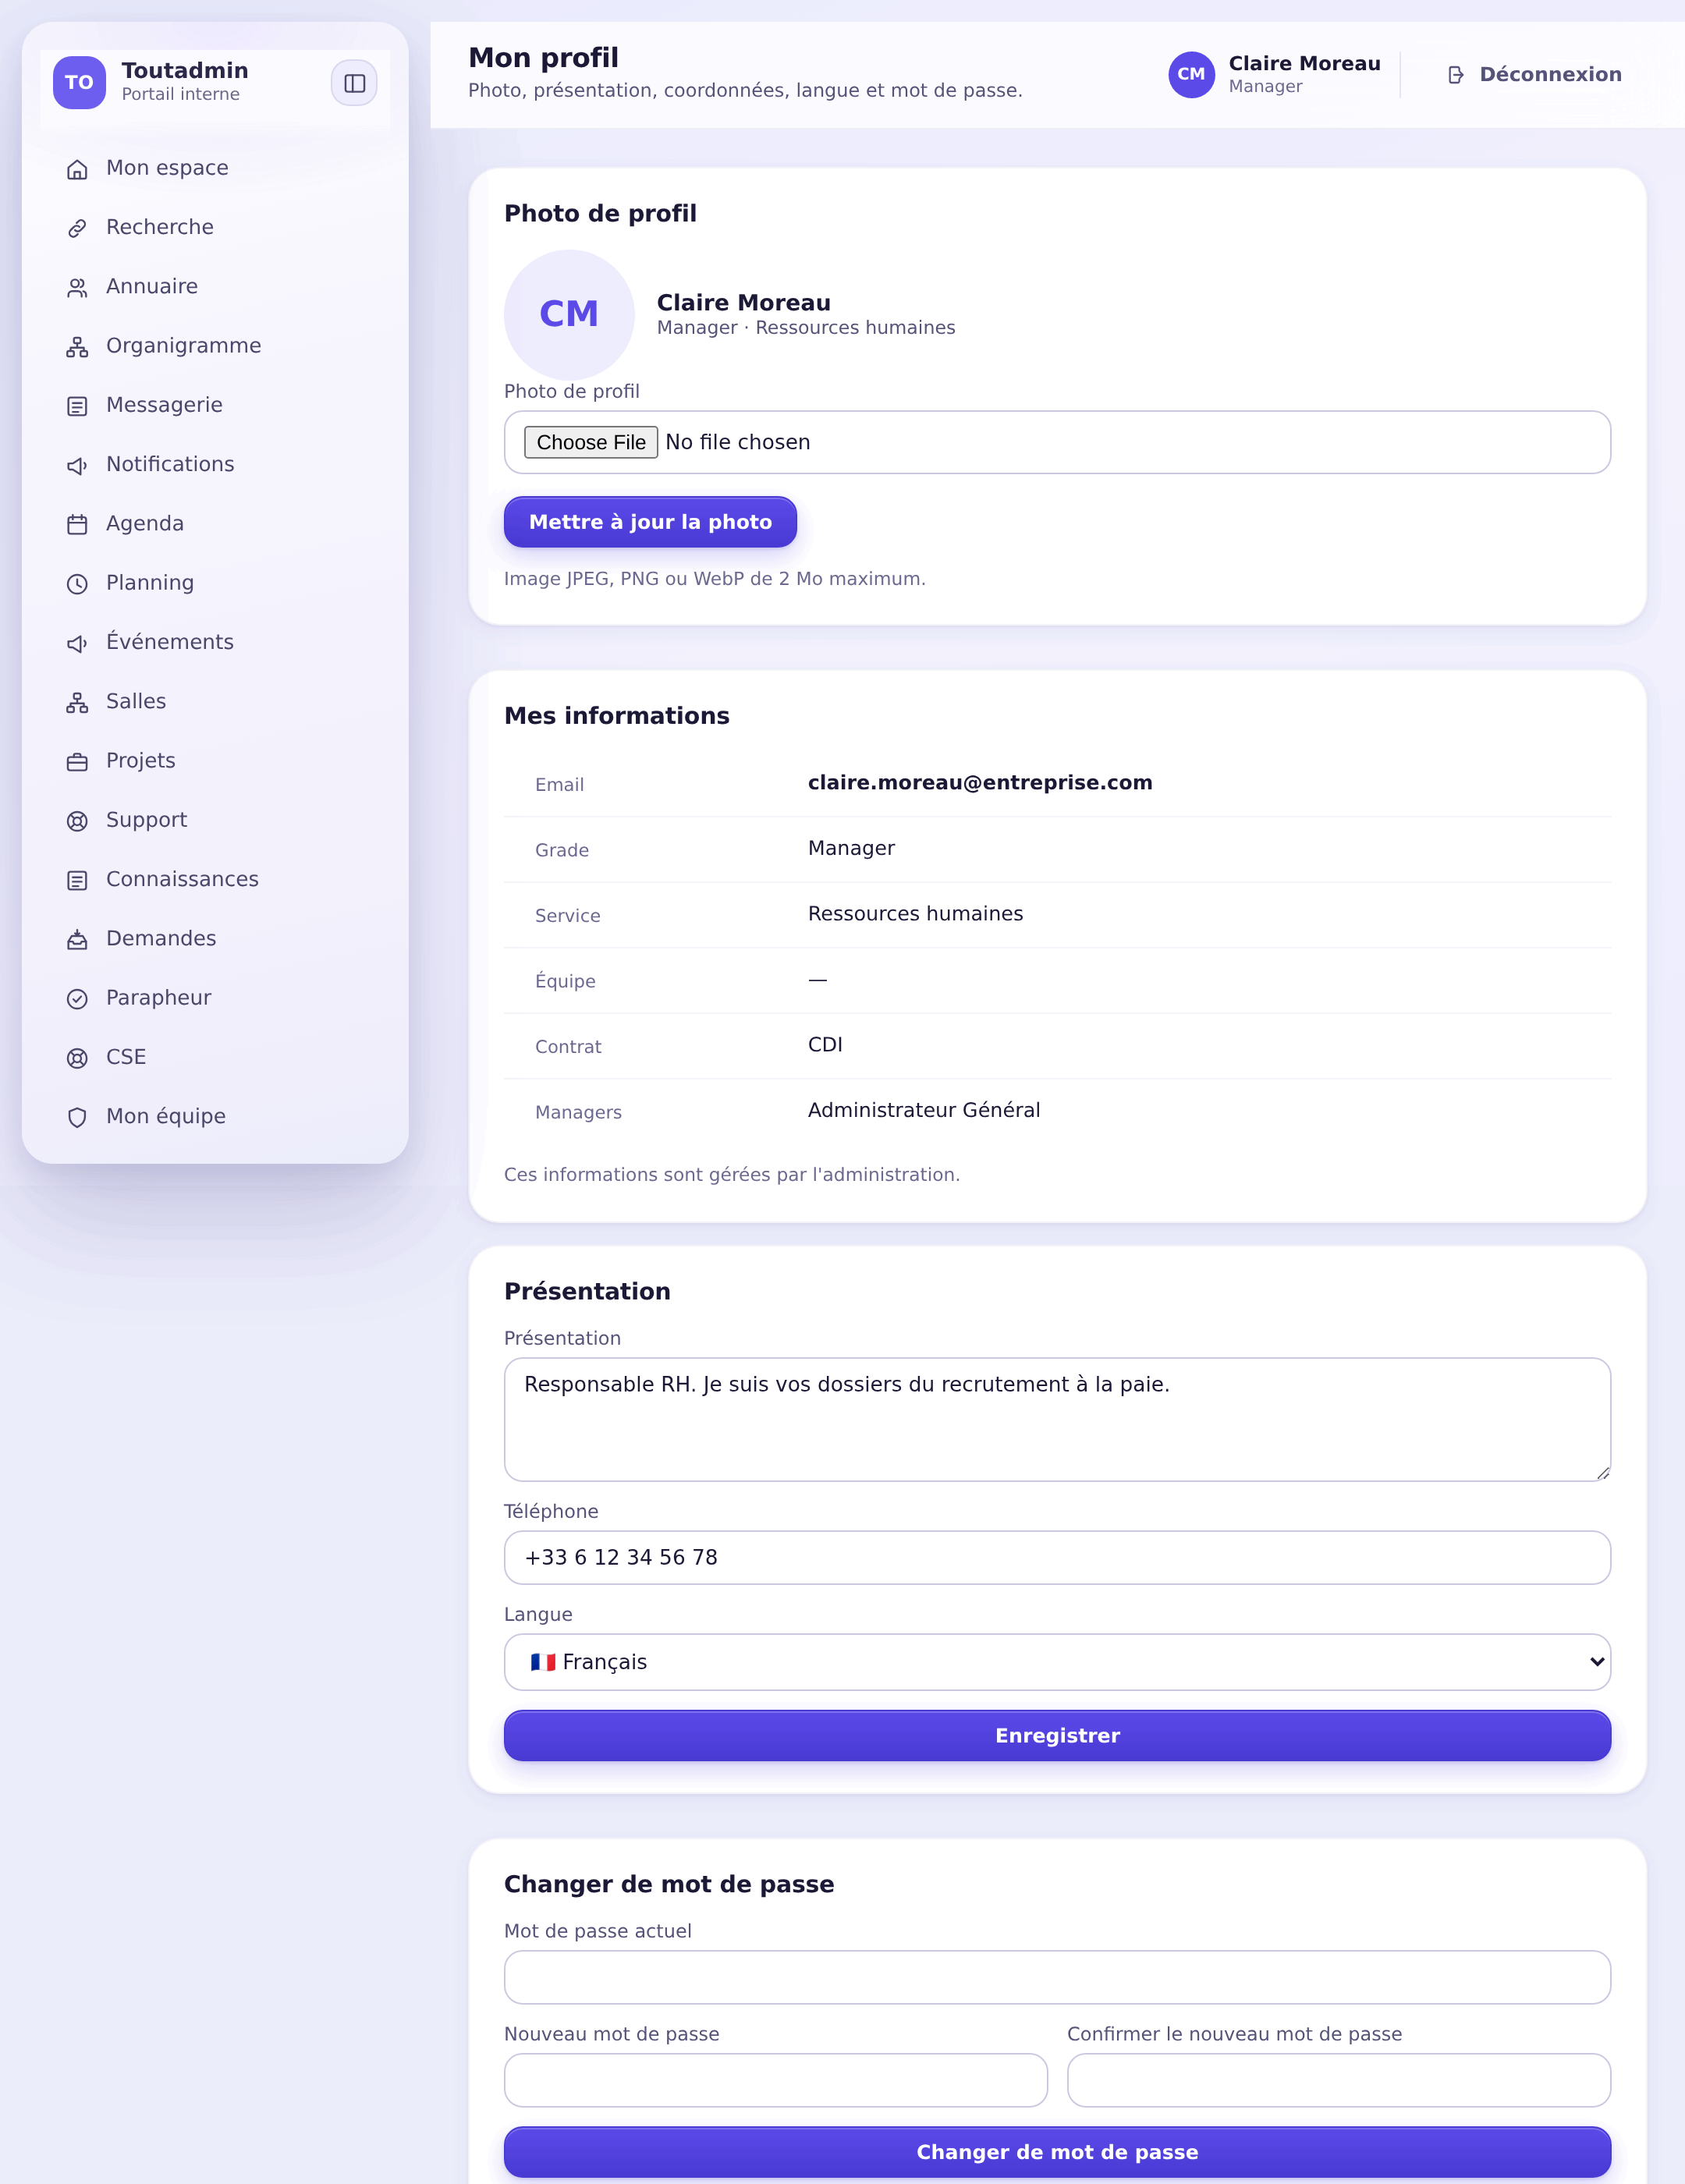 TO
Toutadmin
Portail interne
Mon espace
Recherche
Annuaire
Organigramme
Messagerie
Notifications
Agenda
Planning
Événements
Salles
Projets
Support
Connaissances
Demandes
Parapheur
CSE
Mon équipe
Mon profil
Photo, présentation, coordonnées, langue et mot de passe.
CM
Claire Moreau
Manager
Déconnexion
Photo de profil
CM
Claire Moreau
Manager · Ressources humaines
Photo de profil
Choose File No file chosen
Mettre à jour la photo
Image JPEG, PNG ou WebP de 2 Mo maximum.
Mes informations
Email claire.moreau@entreprise.com
Grade Manager
Service Ressources humaines
Équipe —
Contrat CDI
Managers Administrateur Général
Ces informations sont gérées par l'administration.
Présentation
Présentation
Responsable RH. Je suis vos dossiers du recrutement à la paie.
Téléphone
+33 6 12 34 56 78
Langue
🇫🇷 Français
Enregistrer
Changer de mot de passe
Mot de passe actuel
Nouveau mot de passe Confirmer le nouveau mot de passe
Changer de mot de passe